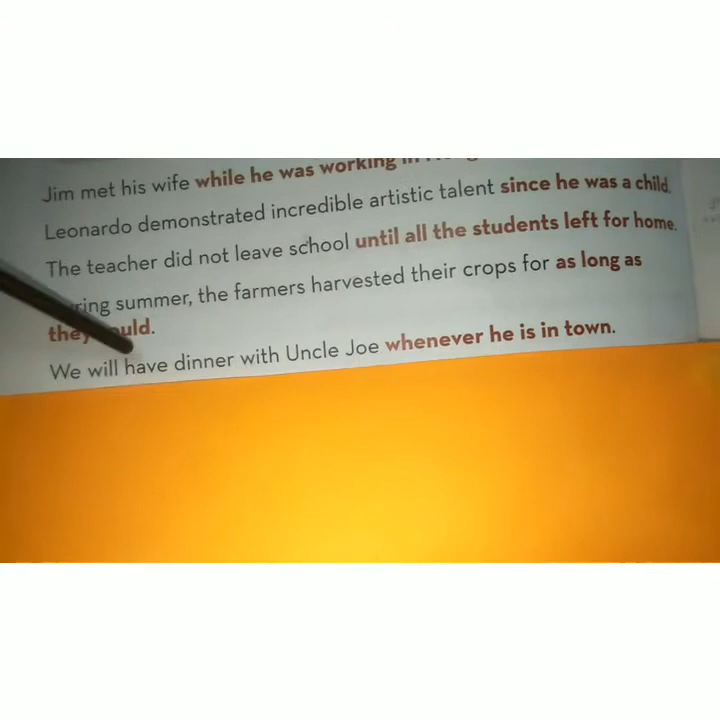 Jim met his wife while he was working in
Leonardo demonstrated incredible artistic talent since he was a child.
The teacher did not leave school until all the students left for home.
summer, the farmers harvested their crops for as long as
they could.
We will have dinner with Uncle Joe whenever he is in town.